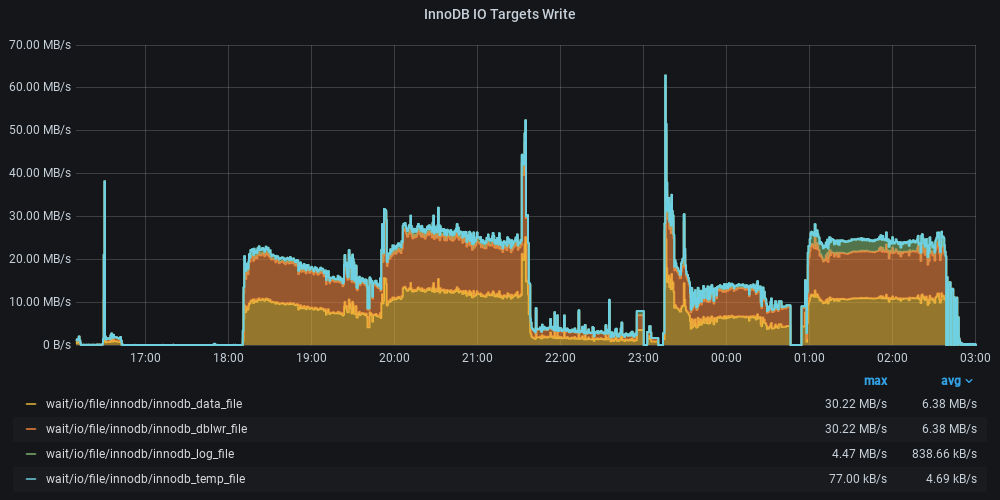 InnoDB IO Targets Write
70.00 MB/s
60.00 MB/s
50.00 MB/s
40.00 MB/s
30.00 MB/s
20.00 MB/s
10.00 MB/s
0 B/s
17:00 18:00 19:00 20:00 21:00 22:00 23:00 00:00 01:00 02:00 03:00
max avg
wait/io/file/innodb/innodb_data_file 30.22 MB/s 6.38 MB/s
wait/io/file/innodb/innodb_dblwr_file 30.22 MB/s 6.38 MB/s
wait/io/file/innodb/innodb_log_file 4.47 MB/s 838.66 kB/s
wait/io/file/innodb/innodb_temp_file 77.00 kB/s 4.69 kB/s